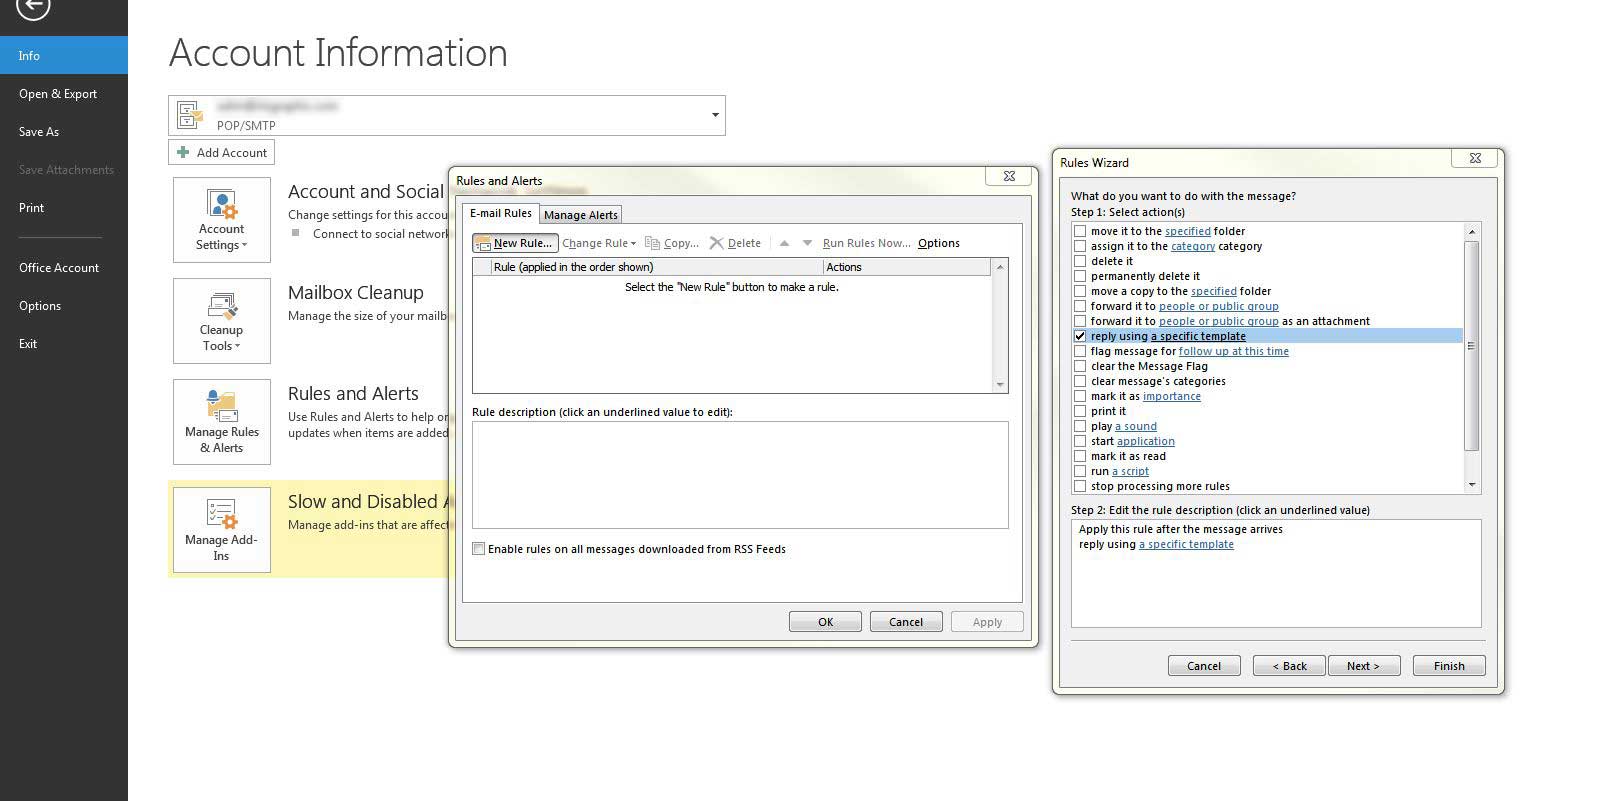 Info
Open & Export
Save As
Save Attachments
Print
Office Account
Options
Exit
Account Information
POP/SMTP
Add Account
Account
Settings
Account and Social
Change settings for this accou
Connect to social network
Cleanup
Tools
Mailbox Cleanup
Manage the size of your mailb
Manage Rules
& Alerts
Rules and Alerts
Use Rules and Alerts to help or
updates when items are added
Manage Add-
Ins
Slow and Disabled A
Manage add-ins that are affect
Rules and Alerts
E-mail Rules
Manage Alerts
New Rule...
Change Rule
Copy...
Delete
Run Rules Now...
Options
Rule (applied in the order shown)
Actions
Select the "New Rule" button to make a rule.
Rule description (click an underlined value to edit):
Enable rules on all messages downloaded from RSS Feeds
OK
Cancel
Apply
Rules Wizard
What do you want to do with the message?
Step 1: Select action(s)
move it to the specified folder
assign it to the category category
delete it
permanently delete it
move a copy to the specified folder
forward it to people or public group
forward it to people or public group as an attachment
reply using a specific template
flag message for follow up at this time
clear the Message Flag
clear message's categories
mark it as importance
print it
play a sound
start application
mark it as read
run a script
stop processing more rules
Step 2: Edit the rule description (click an underlined value)
Apply this rule after the message arrives
reply using a specific template
Cancel
< Back
Next >
Finish